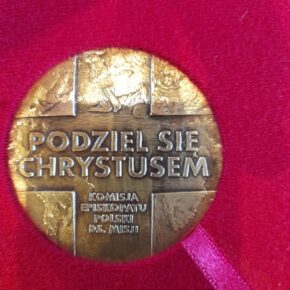 PODZIEL SIĘ
CHRYSTUSEM
KOMISJA
EPISKOPATU
POLSKI
DS. MISJI